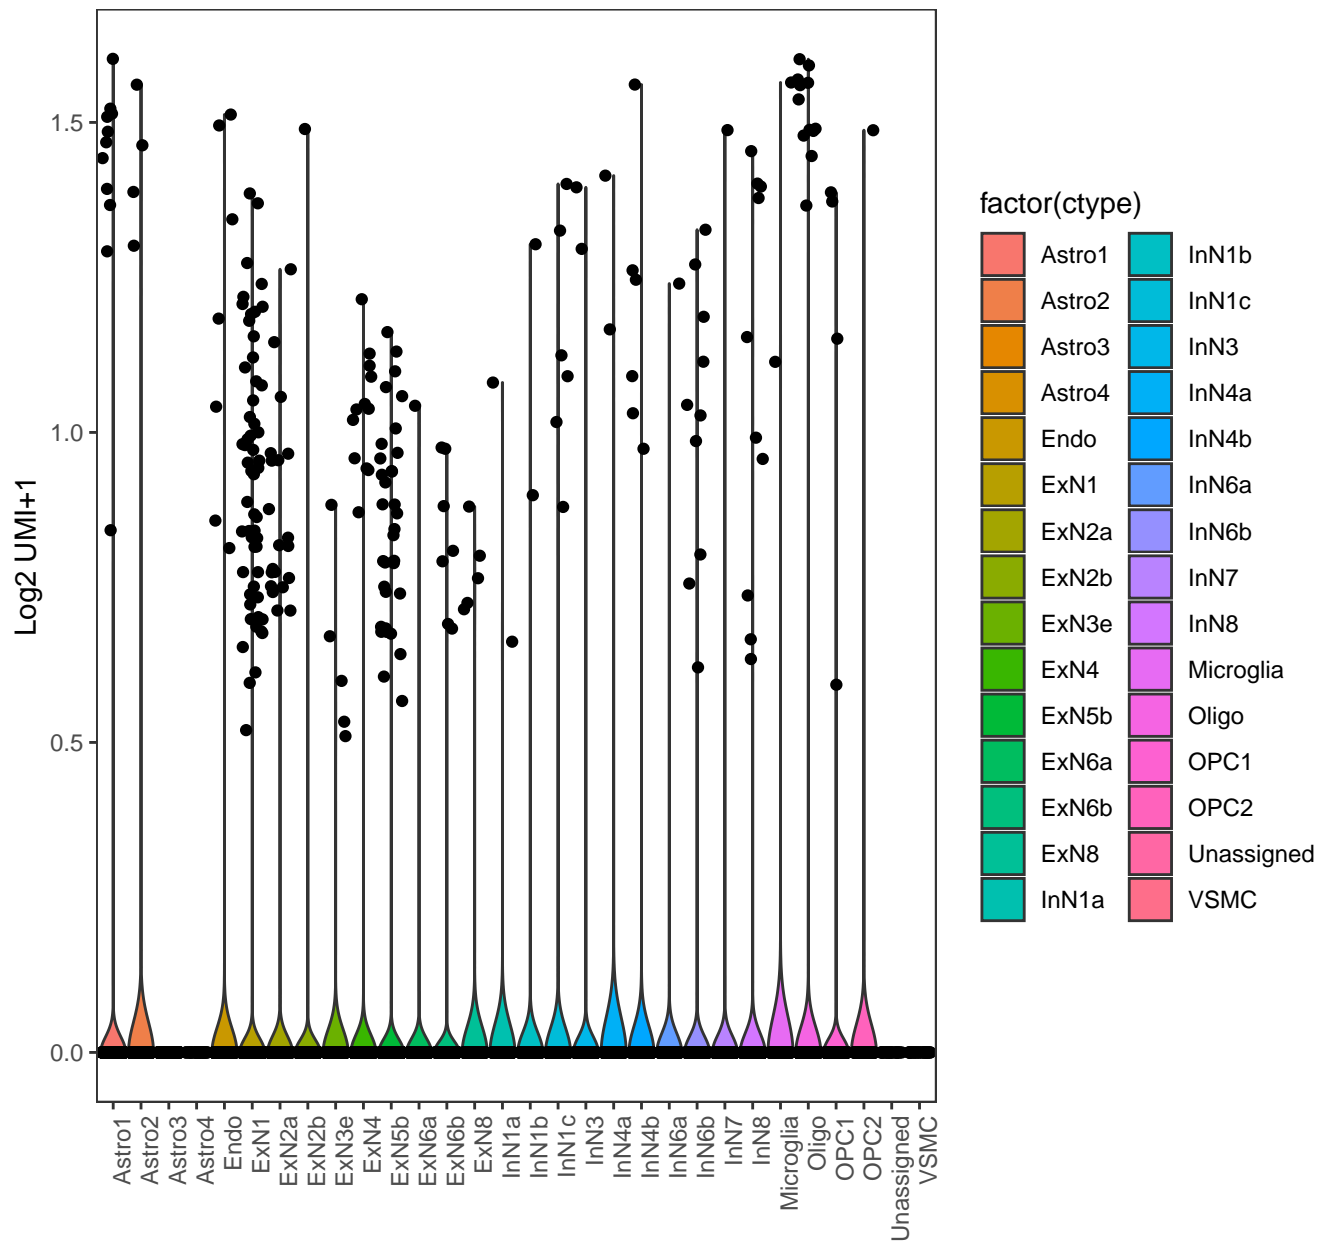 1.5
1.0
0.5
0.0
Log2 UMI+1
Astro1
Astro2
Astro3
Astro4
Endo
ExN1
ExN2a
ExN2b
ExN3e
ExN4
ExN5b
ExN6a
ExN6b
ExN8
InN1a
InN1b
InN1c
InN3
InN4a
InN4b
InN6a
InN6b
InN7
InN8
Microglia
Oligo
OPC1
OPC2
Unassigned
VSMC
factor(ctype)
Astro1
Astro2
Astro3
Astro4
Endo
ExN1
ExN2a
ExN2b
ExN3e
ExN4
ExN5b
ExN6a
ExN6b
ExN8
InN1a
InN1b
InN1c
InN3
InN4a
InN4b
InN6a
InN6b
InN7
InN8
Microglia
Oligo
OPC1
OPC2
Unassigned
VSMC